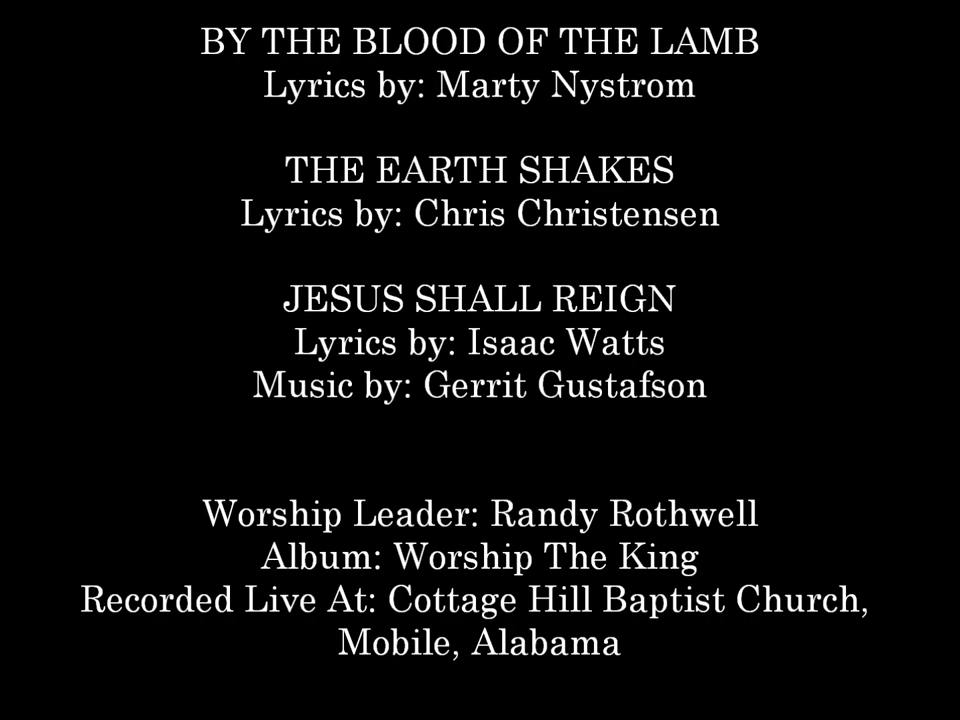 BY THE BLOOD OF THE LAMB
Lyrics by: Marty Nystrom
THE EARTH SHAKES
Lyrics by: Chris Christensen
JESUS SHALL REIGN
Lyrics by: Isaac Watts
Music by: Gerrit Gustafson
Worship Leader: Randy Rothwell
Album: Worship The King
Recorded Live At: Cottage Hill Baptist Church,
Mobile, Alabama